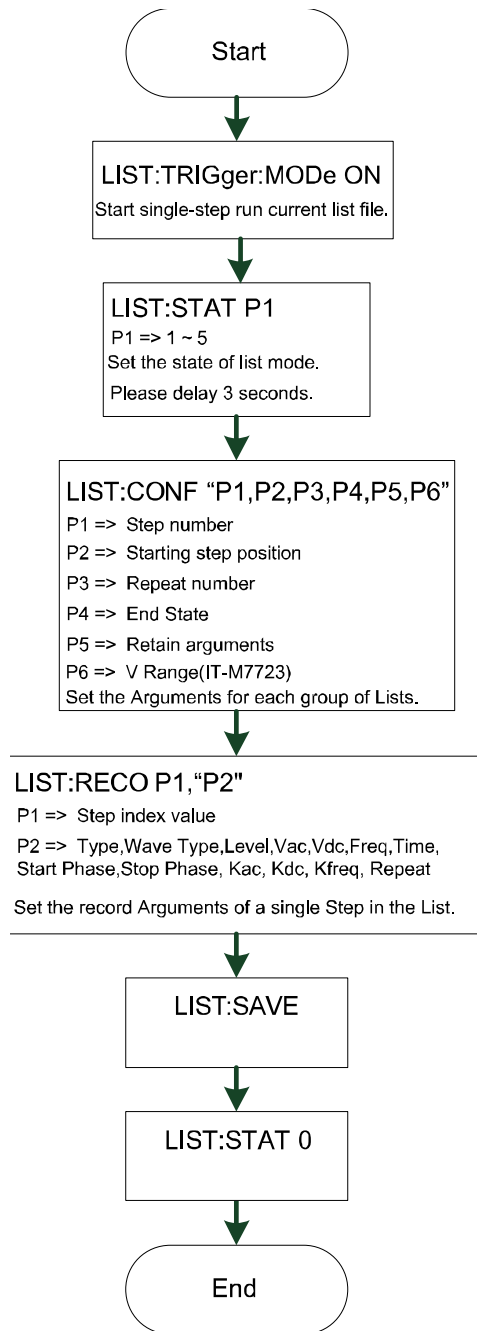 Start
LIST:TRIGger:MODe ON
Start single-step run current list file.
LIST:STAT P1
P1 => 1 ~ 5
Set the state of list mode.
Please delay 3 seconds.
LIST:CONF “P1,P2,P3,P4,P5,P6”
P1 => Step number
P2 => Starting step position
P3 => Repeat number
P4 => End State
P5 => Retain arguments
P6 => V Range(IT-M7723)
Set the Arguments for each group of Lists.
LIST:RECO P1,“P2"
P1 => Step index value
P2 => Type,Wave Type,Level,Vac,Vdc,Freq,Time,
Start Phase,Stop Phase, Kac, Kdc, Kfreq, Repeat
Set the record Arguments of a single Step in the List.
LIST:SAVE
LIST:STAT 0
End